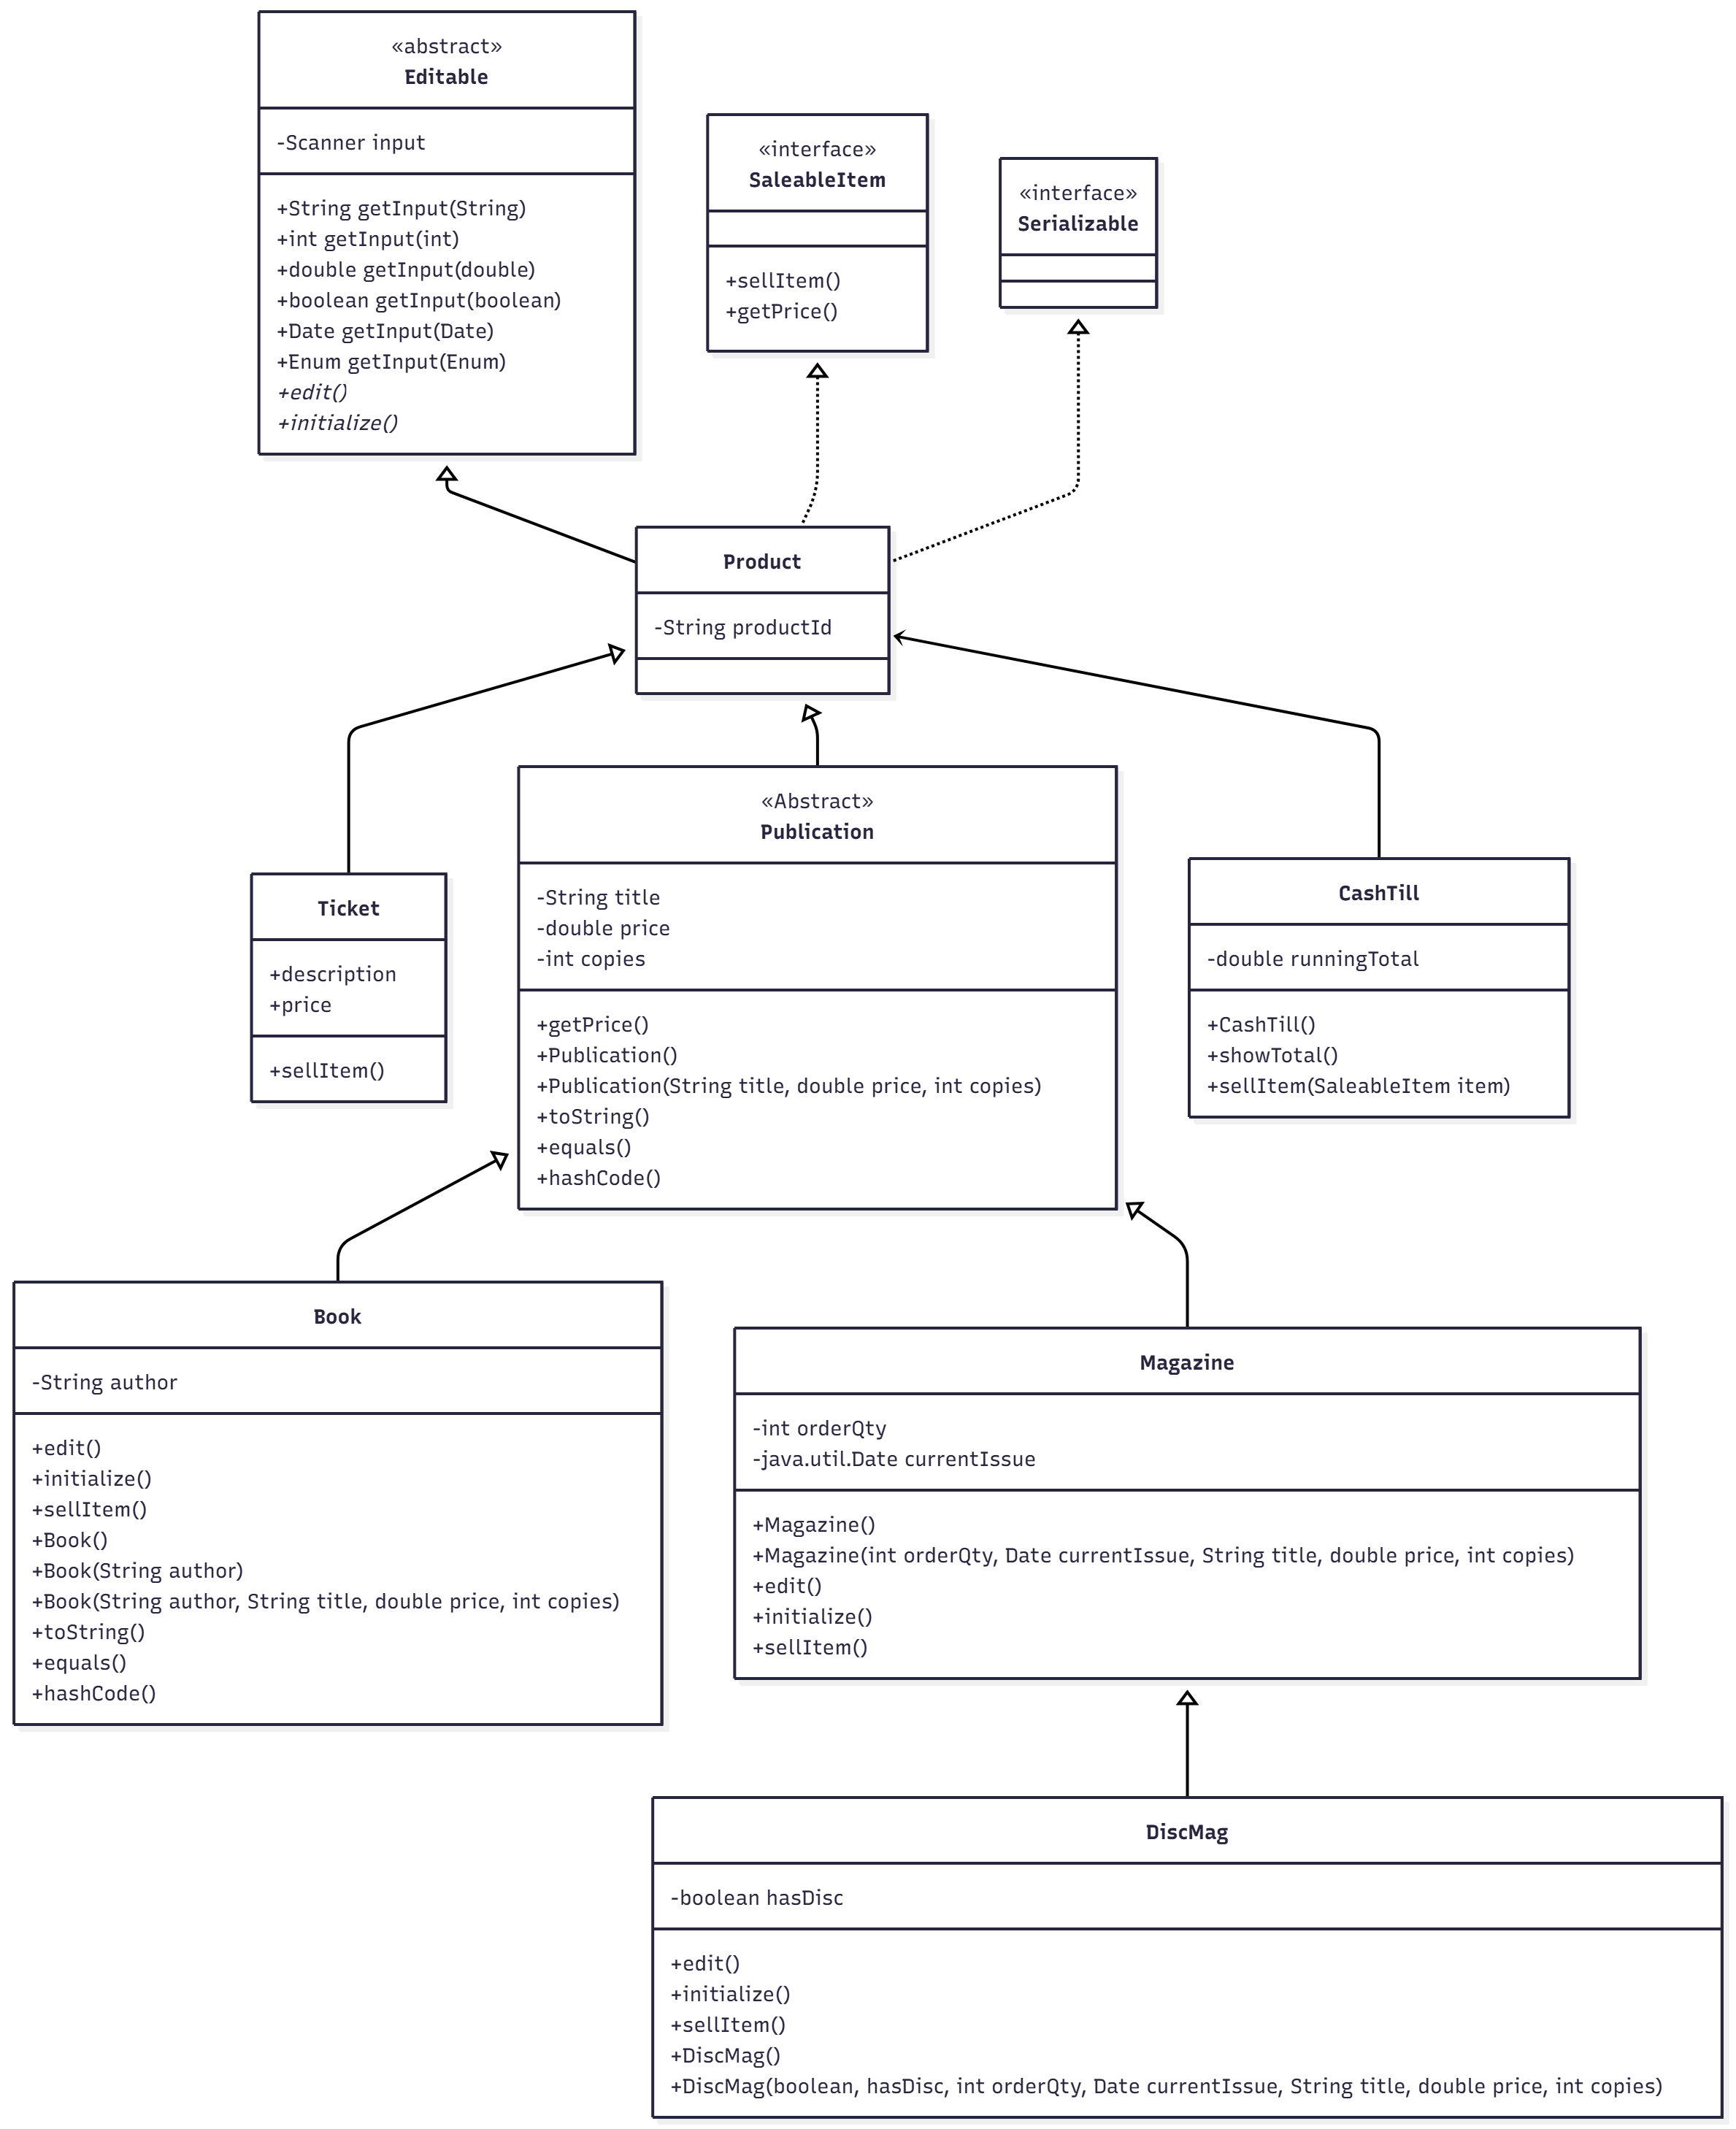 «abstract»
Editable
-Scanner input
+String getInput(String)
+int getInput(int)
+double getInput(double)
+boolean getInput(boolean)
+Date getInput(Date)
+Enum getInput(Enum)
+edit()
+initialize()
«interface»
SaleableItem
+sellItem()
+getPrice()
«interface»
Serializable
Product
-String productId
Ticket
+description
+price
+sellItem()
«Abstract»
Publication
-String title
-double price
-int copies
+getPrice()
+Publication()
+Publication(String title, double price, int copies)
+toString()
+equals()
+hashCode()
CashTill
-double runningTotal
+CashTill()
+showTotal()
+sellItem(SaleableItem item)
Book
-String author
+edit()
+initialize()
+sellItem()
+Book()
+Book(String author)
+Book(String author, String title, double price, int copies)
+toString()
+equals()
+hashCode()
Magazine
-int orderQty
-java.util.Date currentIssue
+Magazine()
+Magazine(int orderQty, Date currentIssue, String title, double price, int copies)
+edit()
+initialize()
+sellItem()
DiscMag
-boolean hasDisc
+edit()
+initialize()
+sellItem()
+DiscMag()
+DiscMag(boolean, hasDisc, int orderQty, Date currentIssue, String title, double price, int copies)